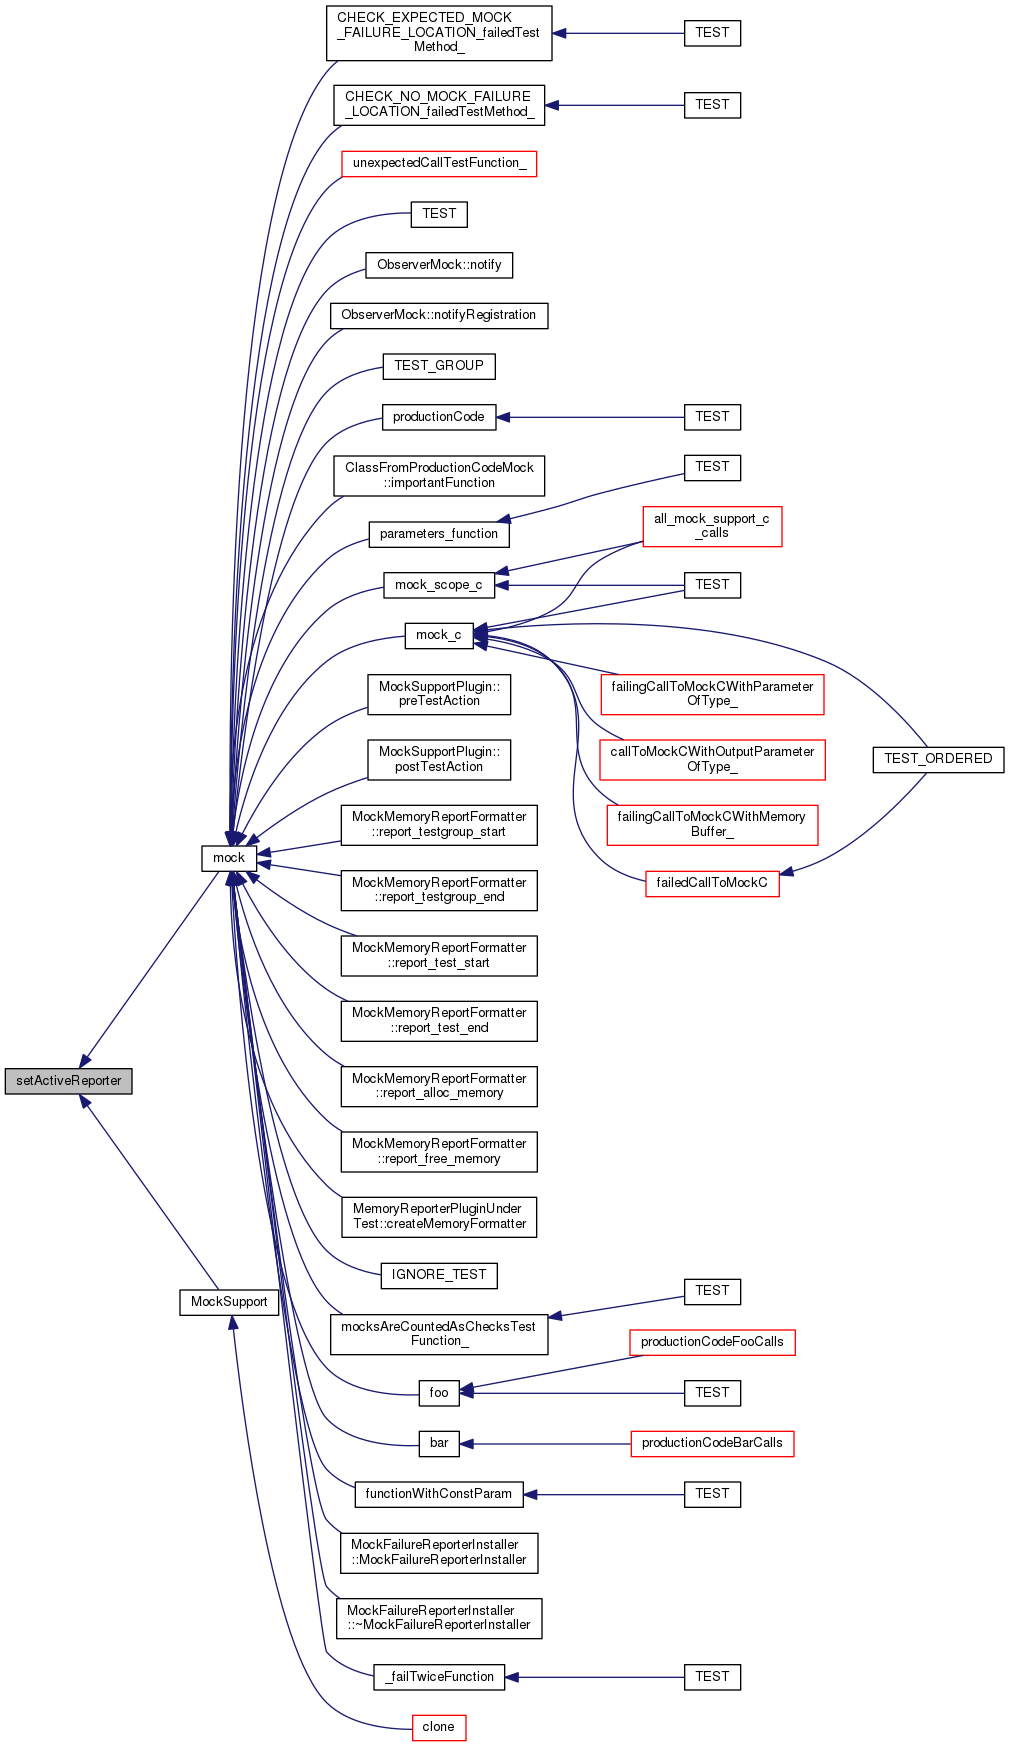 CHECK_EXPECTED_MOCK
_FAILURE_LOCATION_failedTest
Method_
TEST
CHECK_NO_MOCK_FAILURE
_LOCATION_failedTestMethod_
TEST
unexpectedCallTestFunction_
TEST
ObserverMock::notify
ObserverMock::notifyRegistration
TEST_GROUP
productionCode
TEST
ClassFromProductionCodeMock
::importantFunction
TEST
parameters_function
all_mock_support_c
_calls
mock_scope_c
TEST
mock_c
MockSupportPlugin::
preTestAction
failingCallToMockCWithParameter
OfType_
MockSupportPlugin::
postTestAction
callToMockCWithOutputParameter
OfType_
TEST_ORDERED
MockMemoryReportFormatter
::report_testgroup_start
failingCallToMockCWithMemory
Buffer_
mock
MockMemoryReportFormatter
::report_testgroup_end
failedCallToMockC
MockMemoryReportFormatter
::report_test_start
MockMemoryReportFormatter
::report_test_end
setActiveReporter
MockMemoryReportFormatter
::report_alloc_memory
MockMemoryReportFormatter
::report_free_memory
MemoryReporterPluginUnder
Test::createMemoryFormatter
IGNORE_TEST
MockSupport
TEST
mocksAreCountedAsChecksTest
Function_
productionCodeFooCalls
foo
TEST
bar
productionCodeBarCalls
functionWithConstParam
TEST
MockFailureReporterInstaller
::MockFailureReporterInstaller
MockFailureReporterInstaller
::~MockFailureReporterInstaller
_failTwiceFunction
TEST
clone